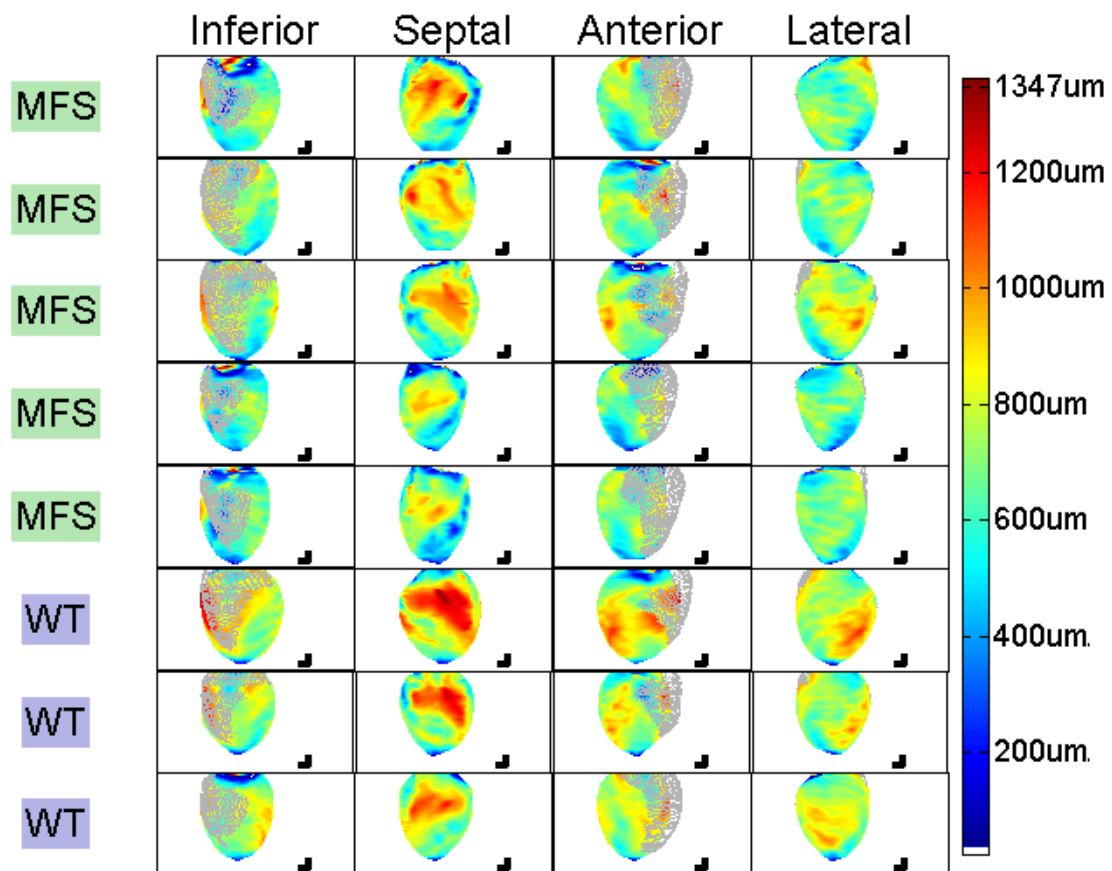 Inferior Septal Anterior Lateral
MFS
1347um
MFS
1200um
MFS
1000um
MFS
800um
MFS
600um
WT
400um.
WT
200um.
WT